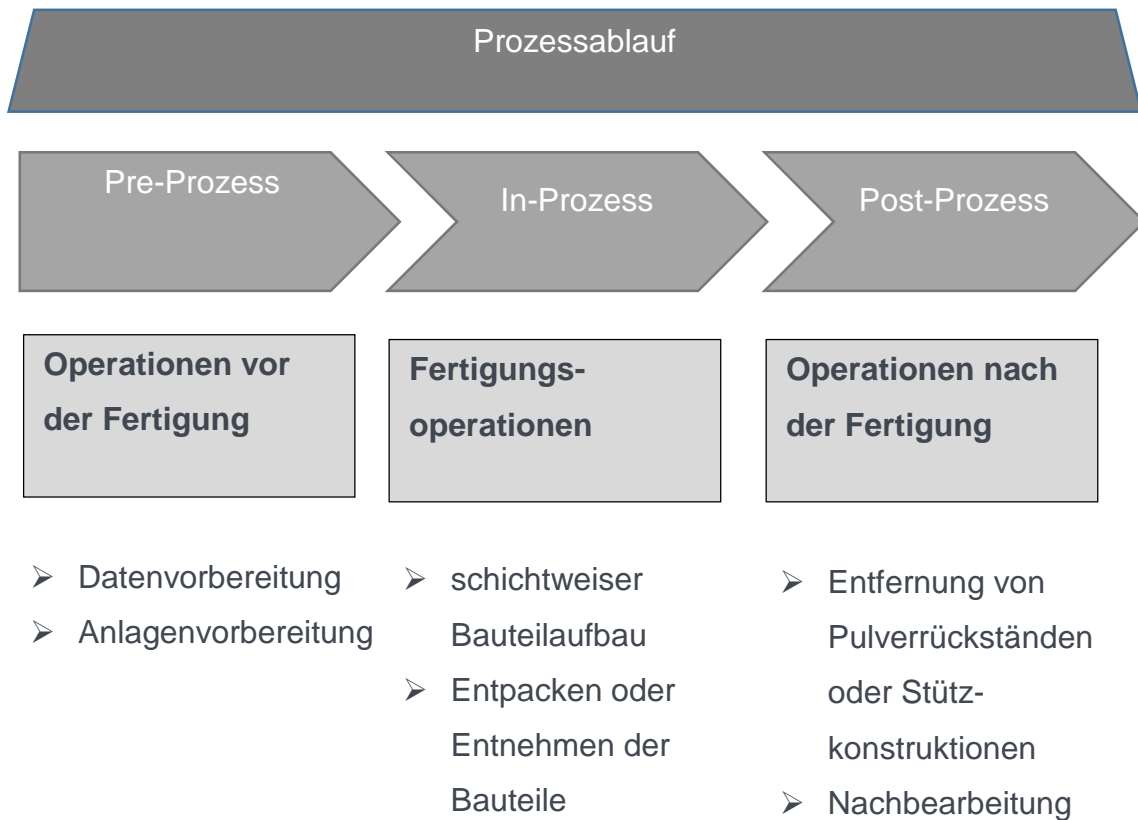 Prozessablauf
Pre-Prozess
In-Prozess
Post-Prozess
Operationen vor
der Fertigung
Fertigungs-
operationen
Operationen nach
der Fertigung
➢ Datenvorbereitung
➢ Anlagenvorbereitung
➢ schichtweiser
Bauteilaufbau
➢ Entpacken oder
Entnehmen der
Bauteile
➢ Entfernung von
Pulverrückständen
oder Stütz-
konstruktionen
➢ Nachbearbeitung